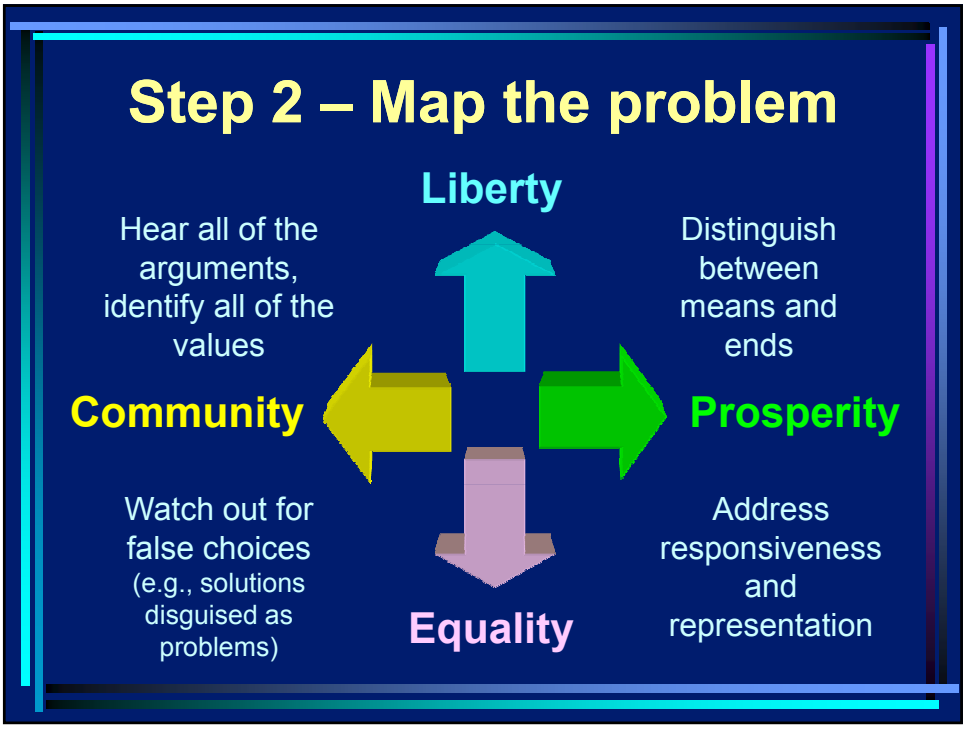 Step 2 – Map the problem
Liberty
Hear all of the
arguments,
identify all of the
values
Distinguish
between
means and
ends
Community
Prosperity
Watch out for
false choices
(e.g., solutions
disguised as
problems)
Address
responsiveness
and
representation
Equality